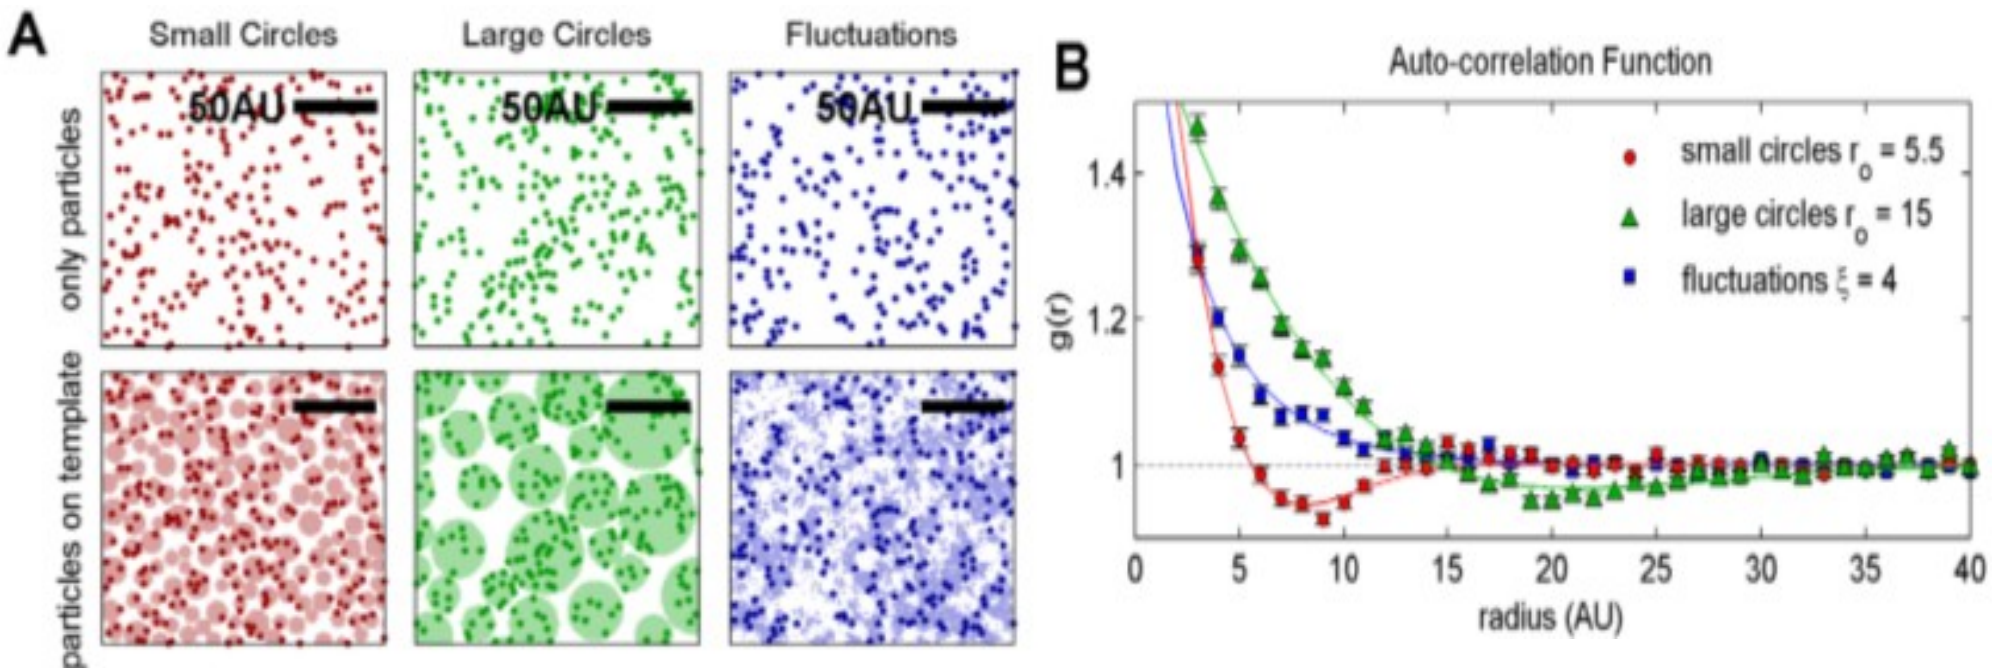 A
Small Circles
Large Circles
Fluctuations
only particles
50AU
50AU
50AU
particles on template
B
Auto-correlation Function
g(r)
1.4
1.2
1
small circles r₀ = 5.5
large circles r₀ = 15
fluctuations ξ = 4
0 5 10 15 20 25 30 35 40
radius (AU)